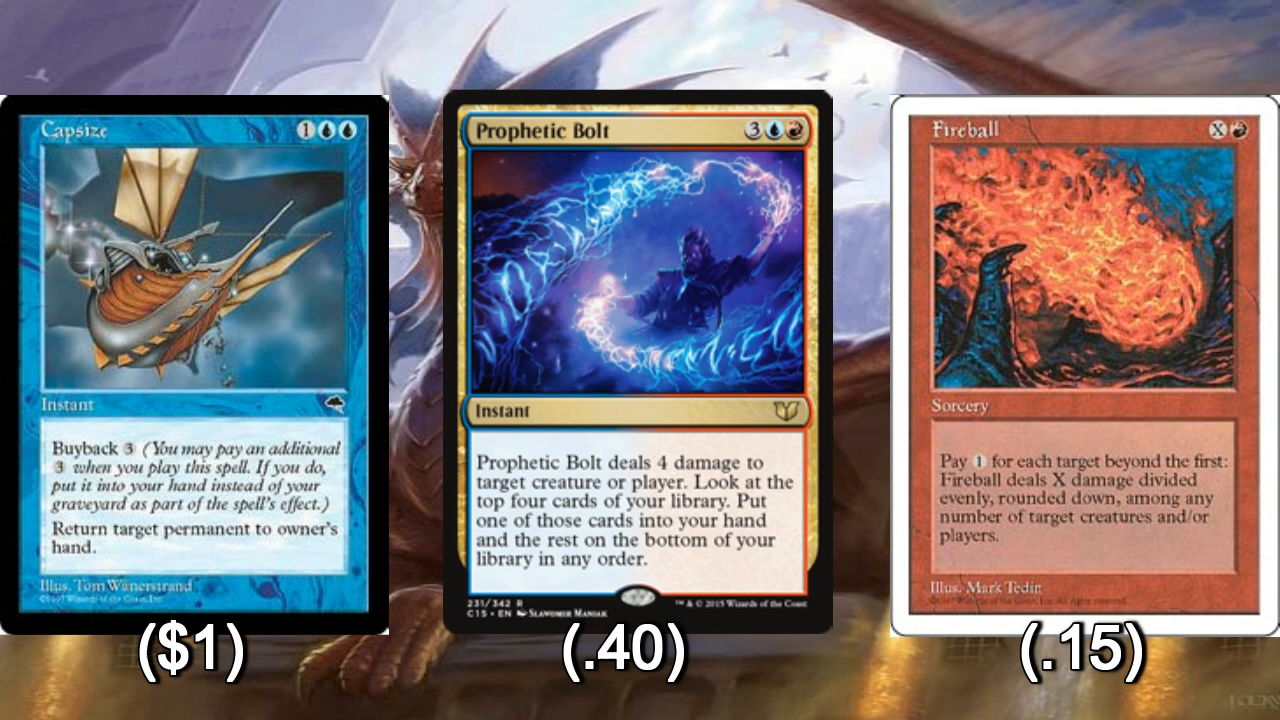 Capsize 1
Instant
Buyback 3 (You may pay an additional
3 when you play this spell. If you do,
put it into your hand instead of your
graveyard as part of the spell's effect.)
Return target permanent to owner's
hand.
Illus. Tom Wänerstrand
($1)
Prophetic Bolt 3
Instant
Prophetic Bolt deals 4 damage to
target creature or player. Look at the
top four cards of your library. Put
one of those cards into your hand
and the rest on the bottom of your
library in any order.
231/342 R
C15 • EN Slawomir Maniak
™ & © 2015 Wizards of the Coast
(.40)
Fireball X
Sorcery
Pay 1 for each target beyond the first:
Fireball deals X damage divided
evenly, rounded down, among any
number of target creatures and/or
players.
Illus. Mark Tedin
(.15)